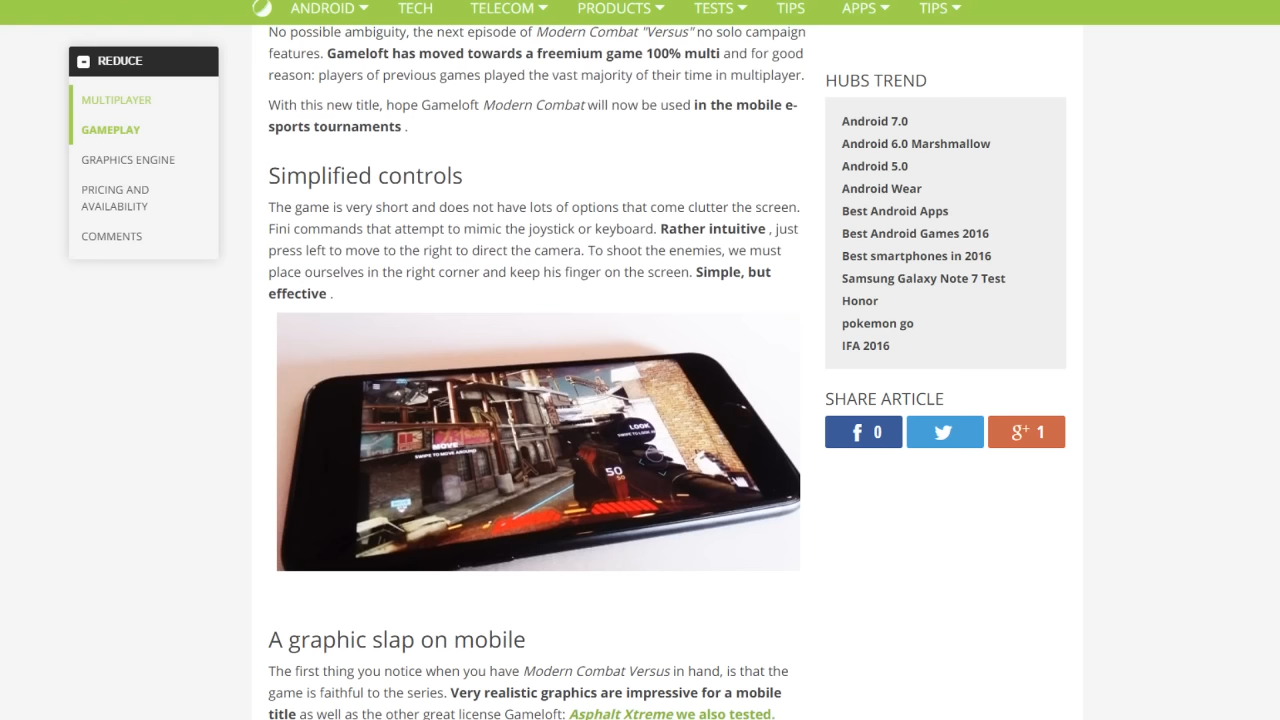 ANDROID TECH TELECOM PRODUCTS TESTS TIPS APPS TIPS
REDUCE
MULTIPLAYER
GAMEPLAY
GRAPHICS ENGINE
PRICING AND
AVAILABILITY
COMMENTS
No possible ambiguity, the next episode of Modern Combat "Versus" no solo campaign
features. Gameloft has moved towards a freemium game 100% multi and for good
reason: players of previous games played the vast majority of their time in multiplayer.
With this new title, hope Gameloft Modern Combat will now be used in the mobile e-
sports tournaments .
Simplified controls
The game is very short and does not have lots of options that come clutter the screen.
Fini commands that attempt to mimic the joystick or keyboard. Rather intuitive , just
press left to move to the right to direct the camera. To shoot the enemies, we must
place ourselves in the right corner and keep his finger on the screen. Simple, but
effective .
MOVE
SWIPE TO MOVE AROUND
LOOK
SWIPE TO LOOK
50
A graphic slap on mobile
The first thing you notice when you have Modern Combat Versus in hand, is that the
game is faithful to the series. Very realistic graphics are impressive for a mobile
title as well as the other great license Gameloft: Asphalt Xtreme we also tested.
HUBS TREND
Android 7.0
Android 6.0 Marshmallow
Android 5.0
Android Wear
Best Android Apps
Best Android Games 2016
Best smartphones in 2016
Samsung Galaxy Note 7 Test
Honor
pokemon go
IFA 2016
SHARE ARTICLE
f 0
g+ 1